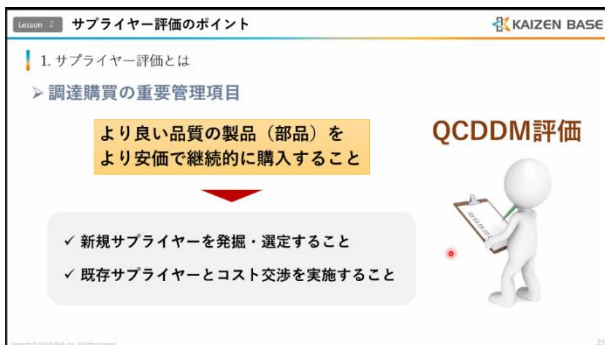 Lesson 2 サプライヤー評価のポイント
KAIZEN BASE
1. サプライヤー評価とは
➢調達購買の重要管理項目
より良い品質の製品（部品）を
より安価で継続的に購入すること
QCDDM評価
✓ 新規サプライヤーを発掘・選定すること
✓ 既存サプライヤーとコスト交渉を実施すること